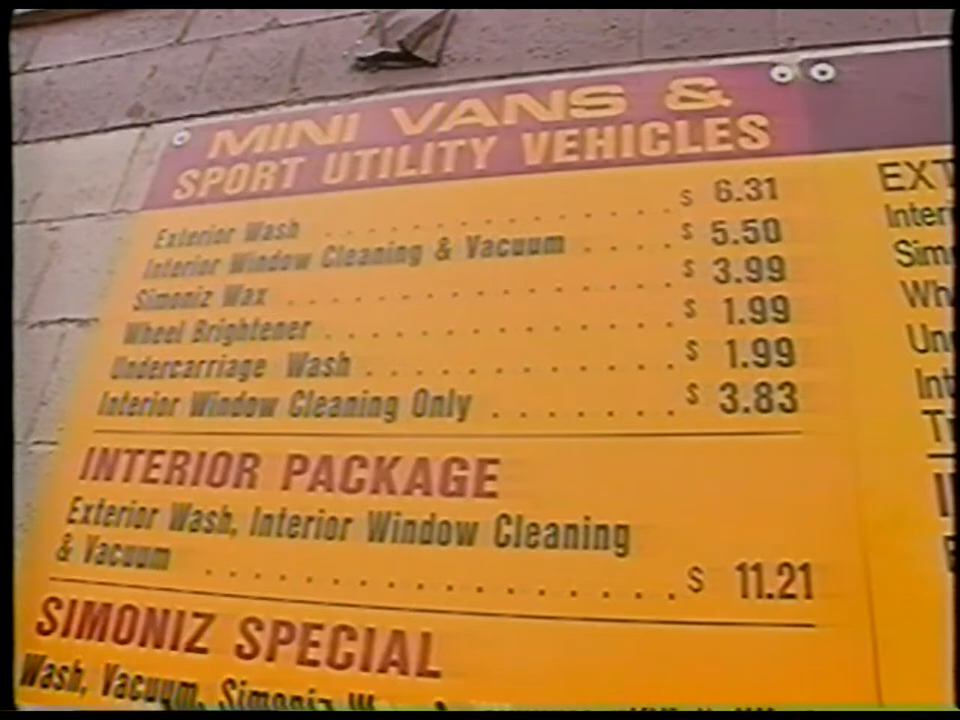 MINI VANS &
SPORT UTILITY VEHICLES
Exterior Wash . . . . . . . . . . . . . . . $ 6.31
Interior Window Cleaning & Vacuum . . . . $ 5.50
Simoniz Wax . . . . . . . . . . . . . . . . . $ 3.99
Wheel Brightener . . . . . . . . . . . . . . . $ 1.99
Undercarriage Wash . . . . . . . . . . . . . $ 1.99
Interior Window Cleaning Only . . . . . . . $ 3.83
INTERIOR PACKAGE
Exterior Wash, Interior Window Cleaning
& Vacuum . . . . . . . . . . . . . . . . . . $ 11.21
SIMONIZ SPECIAL
Wash, Vacuum, Simoniz
EXT
Inter
Sim
Wh
Und
Int